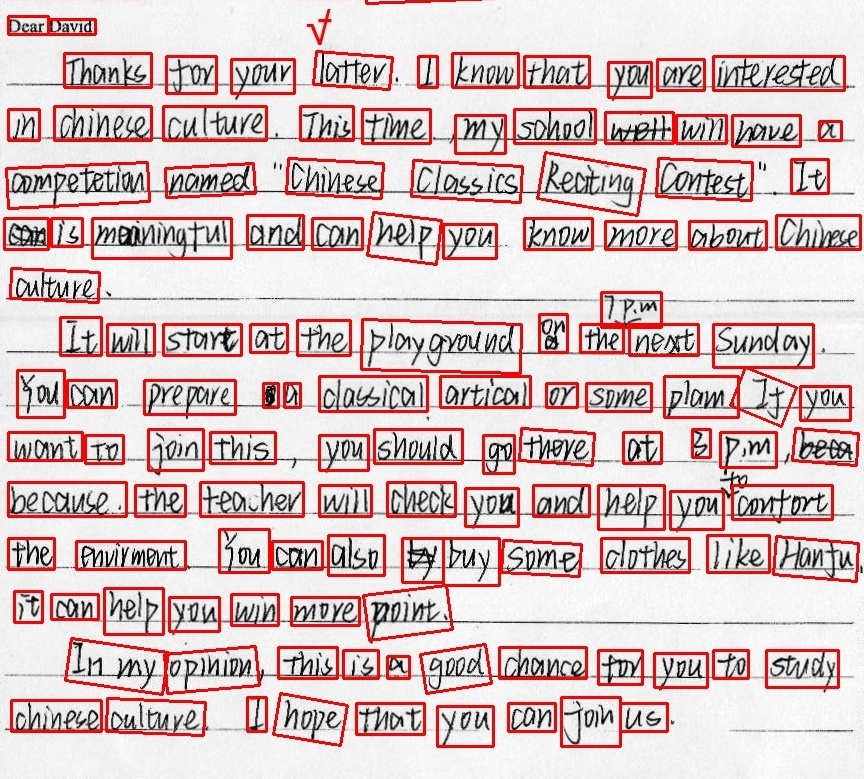 Dear David
Thanks for your latter. I know that you are interested
in chinese culture. This time, my school will have a
competetion named "Chinese Classics Reciting Contest". It
is meaningful and can help you know more about Chinese
culture.
7 p.m
It will start at the playground on the next Sunday.
You can prepare a classical artical or some plam. If you
want to join this, you should go there at 3 p.m,
because. the teacher will check you and help you to confort
the envirment. You can also buy some clothes like Hanfu.
it can help you win more point.
In my opinion, this is a good chance for you to study
chinese culture. I hope that you can join us.